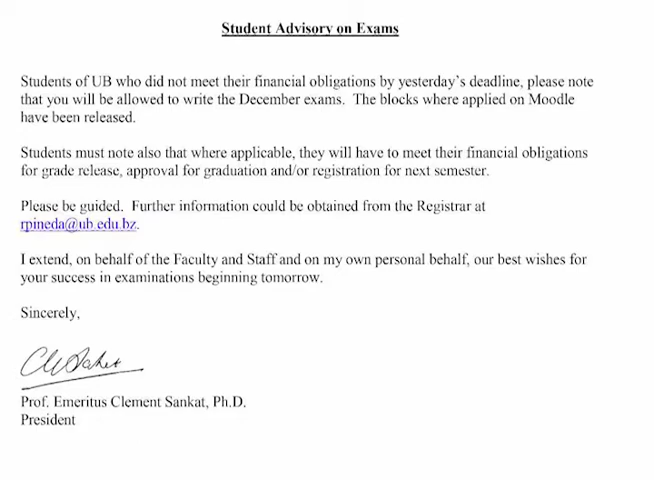 Student Advisory on Exams
Students of UB who did not meet their financial obligations by yesterday's deadline, please note
that you will be allowed to write the December exams. The blocks where applied on Moodle
have been released.
Students must note also that where applicable, they will have to meet their financial obligations
for grade release, approval for graduation and/or registration for next semester.
Please be guided. Further information could be obtained from the Registrar at
rpineda@ub.edu.bz.
I extend, on behalf of the Faculty and Staff and on my own personal behalf, our best wishes for
your success in examinations beginning tomorrow.
Sincerely,
Prof. Emeritus Clement Sankat, Ph.D.
President